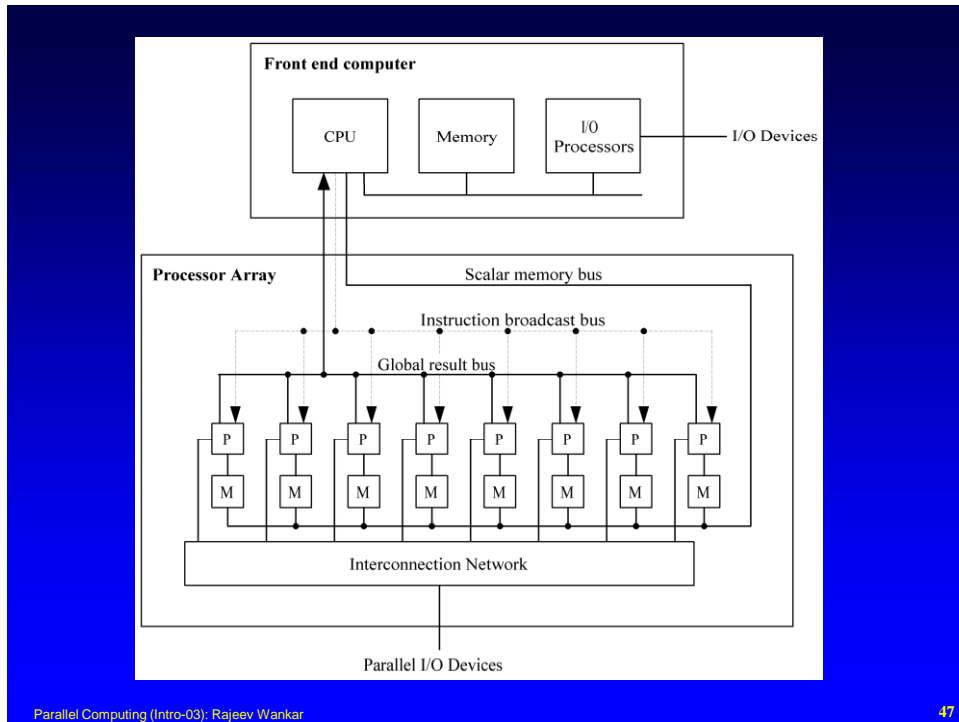 Front end computer
CPU
Memory
I/O
Processors
I/O Devices
Processor Array
Scalar memory bus
Instruction broadcast bus
Global result bus
P P P P P P P P
M M M M M M M M
Interconnection Network
Parallel I/O Devices
Parallel Computing (Intro-03): Rajeev Wankar
47